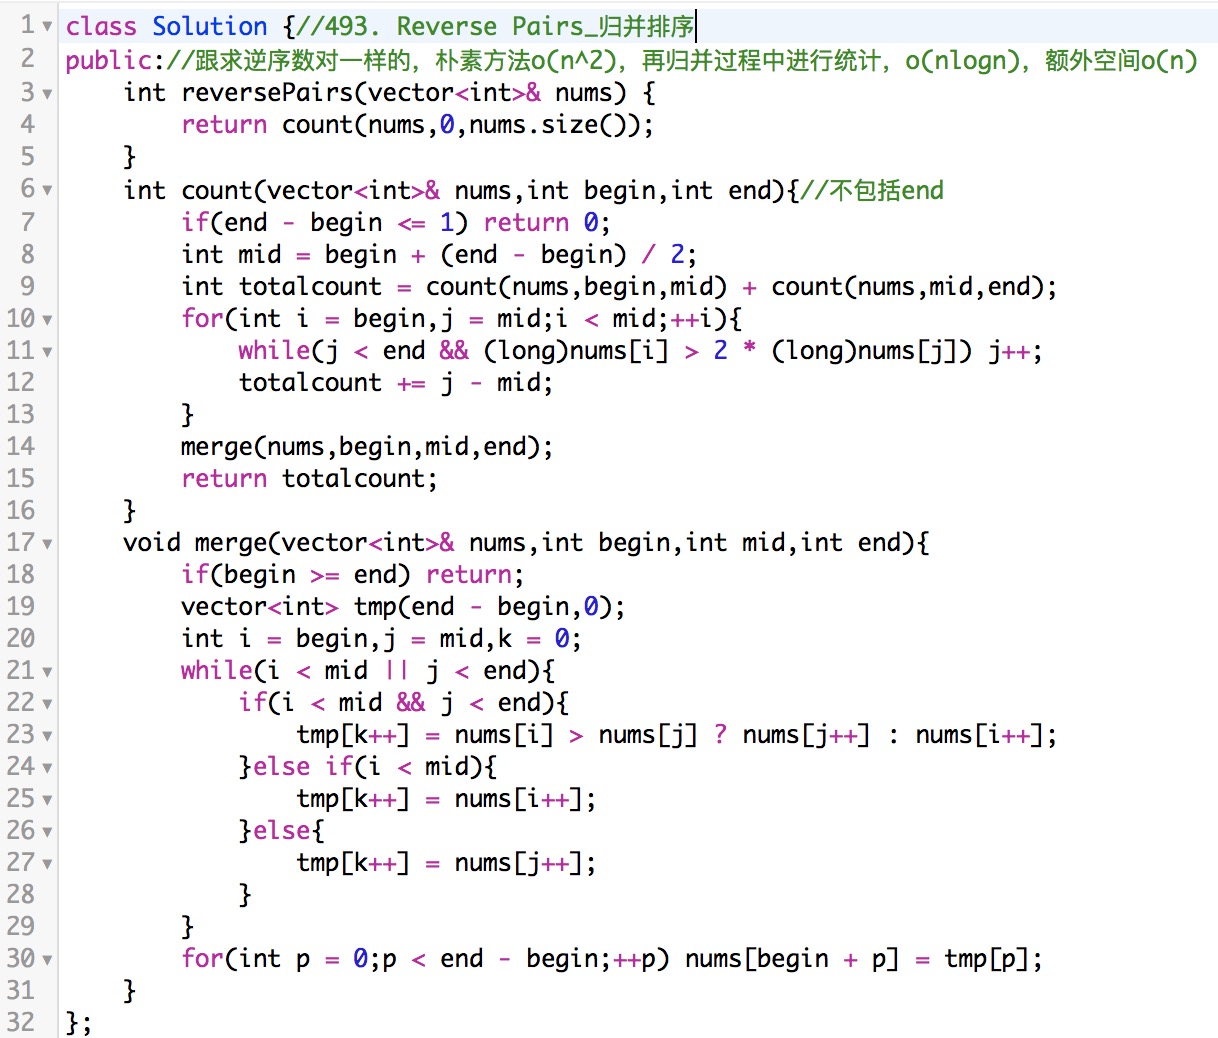 1 class Solution {//493. Reverse Pairs_归并排序
2 public://跟求逆序数对一样的，朴素方法o(n^2)，再归并过程中进行统计，o(nlogn)，额外空间o(n)
3     int reversePairs(vector<int>& nums) {
4         return count(nums,0,nums.size());
5     }
6     int count(vector<int>& nums,int begin,int end){//不包括end
7         if(end - begin <= 1) return 0;
8         int mid = begin + (end - begin) / 2;
9         int totalcount = count(nums,begin,mid) + count(nums,mid,end);
10         for(int i = begin,j = mid;i < mid;++i){
11             while(j < end && (long)nums[i] > 2 * (long)nums[j]) j++;
12             totalcount += j - mid;
13         }
14         merge(nums,begin,mid,end);
15         return totalcount;
16     }
17     void merge(vector<int>& nums,int begin,int mid,int end){
18         if(begin >= end) return;
19         vector<int> tmp(end - begin,0);
20         int i = begin,j = mid,k = 0;
21         while(i < mid || j < end){
22             if(i < mid && j < end){
23                 tmp[k++] = nums[i] > nums[j] ? nums[j++] : nums[i++];
24             }else if(i < mid){
25                 tmp[k++] = nums[i++];
26             }else{
27                 tmp[k++] = nums[j++];
28             }
29         }
30         for(int p = 0;p < end - begin;++p) nums[begin + p] = tmp[p];
31     }
32 };